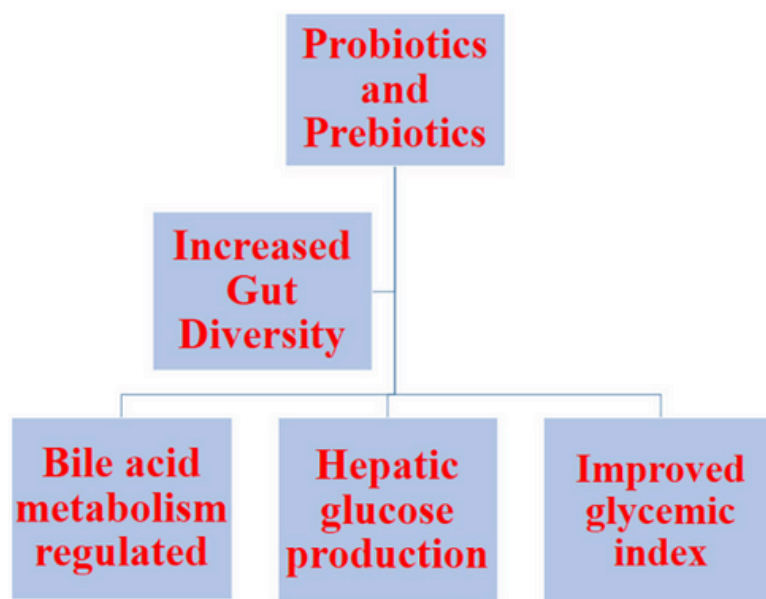 Probiotics
and
Prebiotics
Increased
Gut
Diversity
Bile acid
metabolism
regulated
Hepatic
glucose
production
Improved
glycemic
index